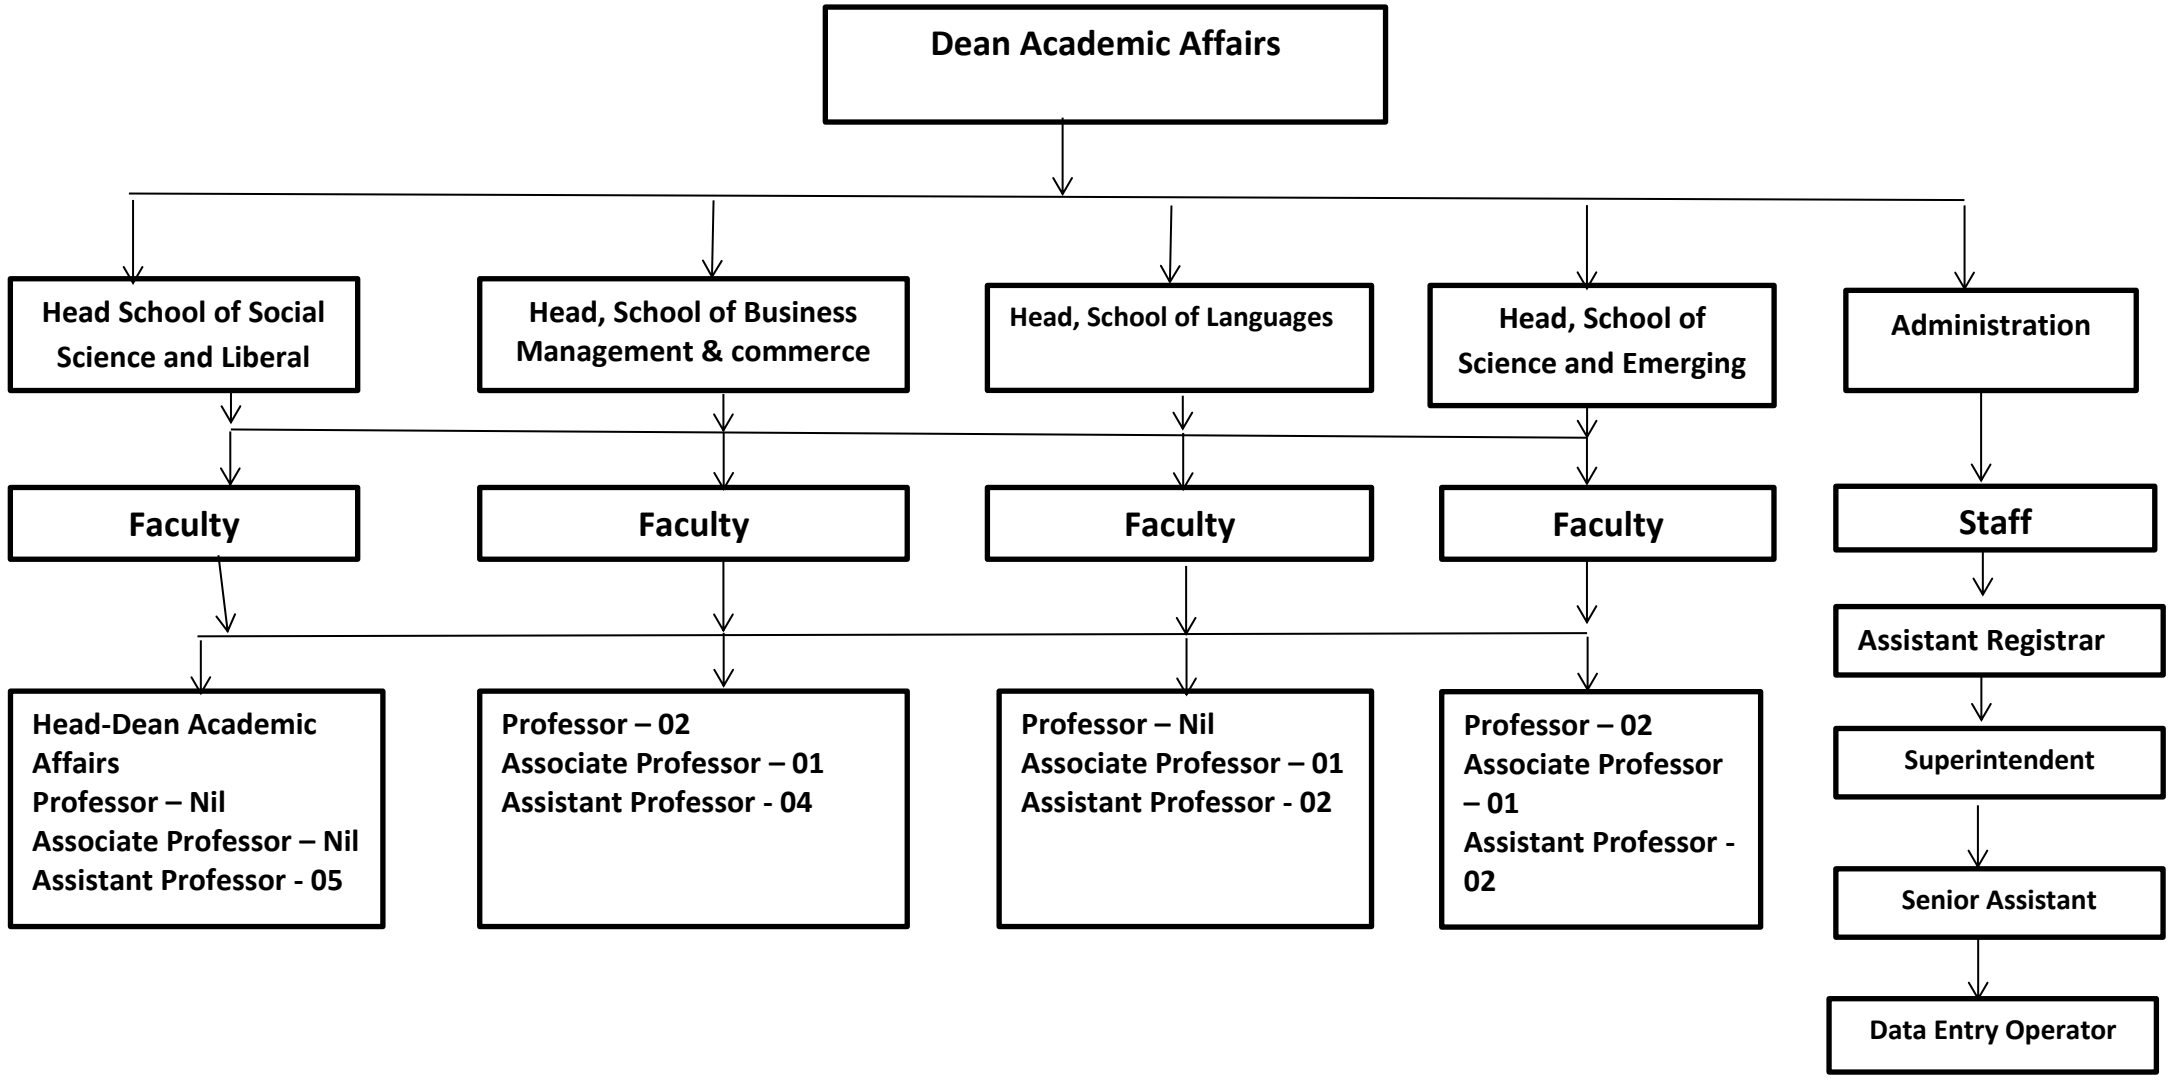 Dean Academic Affairs
Head School of Social
Science and Liberal
Head, School of Business
Management & commerce
Head, School of Languages
Head, School of
Science and Emerging
Administration
Faculty
Faculty
Faculty
Faculty
Staff
Assistant Registrar
Head-Dean Academic
Affairs
Professor – Nil
Associate Professor – Nil
Assistant Professor - 05
Professor – 02
Associate Professor – 01
Assistant Professor - 04
Professor – Nil
Associate Professor – 01
Assistant Professor - 02
Professor – 02
Associate Professor
– 01
Assistant Professor -
02
Superintendent
Senior Assistant
Data Entry Operator